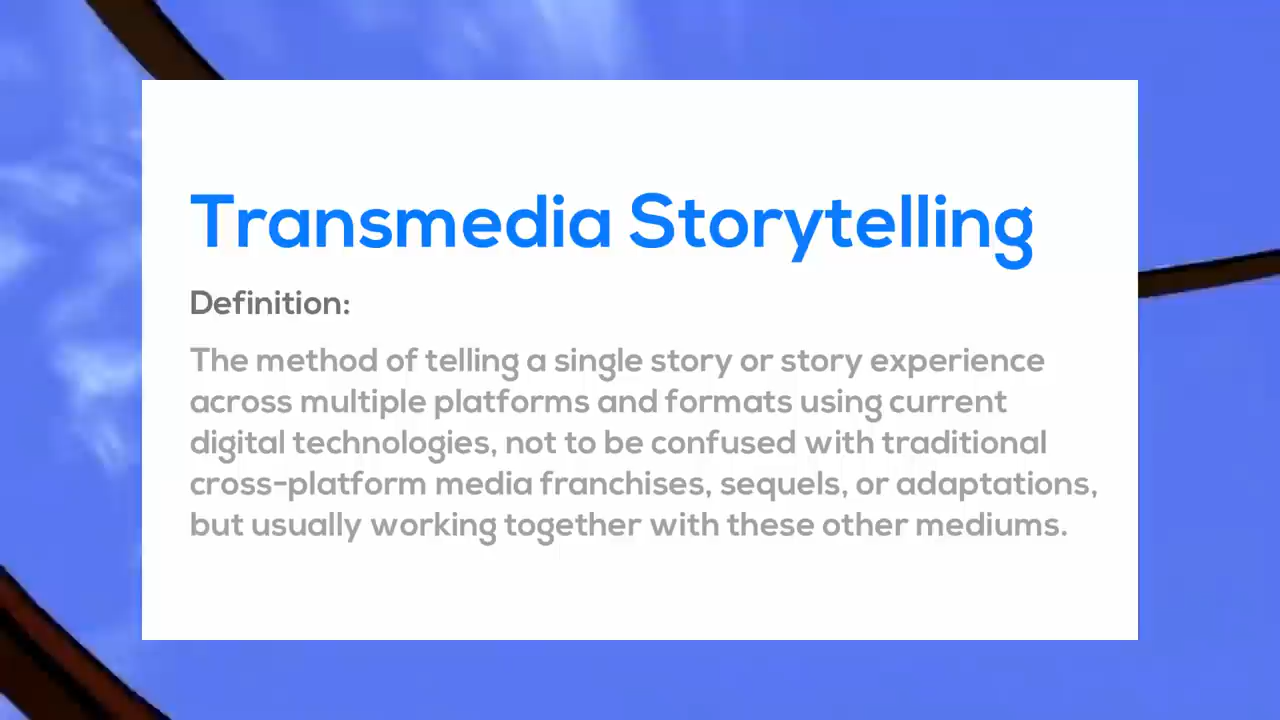 Transmedia Storytelling
Definition:
The method of telling a single story or story experience
across multiple platforms and formats using current
digital technologies, not to be confused with traditional
cross-platform media franchises, sequels, or adaptations,
but usually working together with these other mediums.